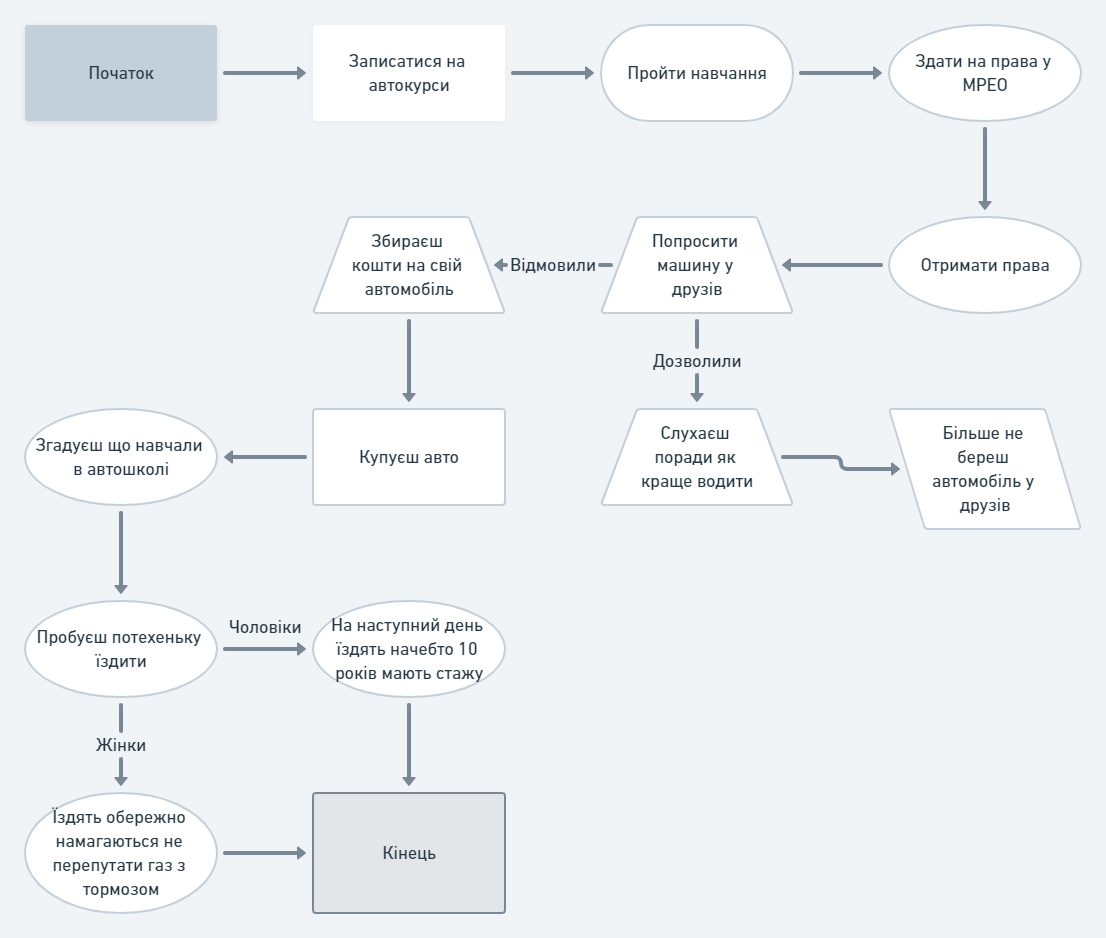 Початок
Записатися на
автокурси
Пройти навчання
Здати на права у
МРЕО
Збираєш
кошти на свій
автомобіль
Відмовили
Попросити
машину у
друзів
Отримати права
Дозволили
Згадуєш що навчали
в автошколі
Купуєш авто
Слухаєш
поради як
краще водити
Більше не
береш
автомобіль у
друзів
Пробуєш потехеньку
їздити
Чоловіки
На наступний день
їздять начебто 10
років мають стажу
Жінки
Їздять обережно
намагаються не
перепутати газ з
тормозом
Кінець